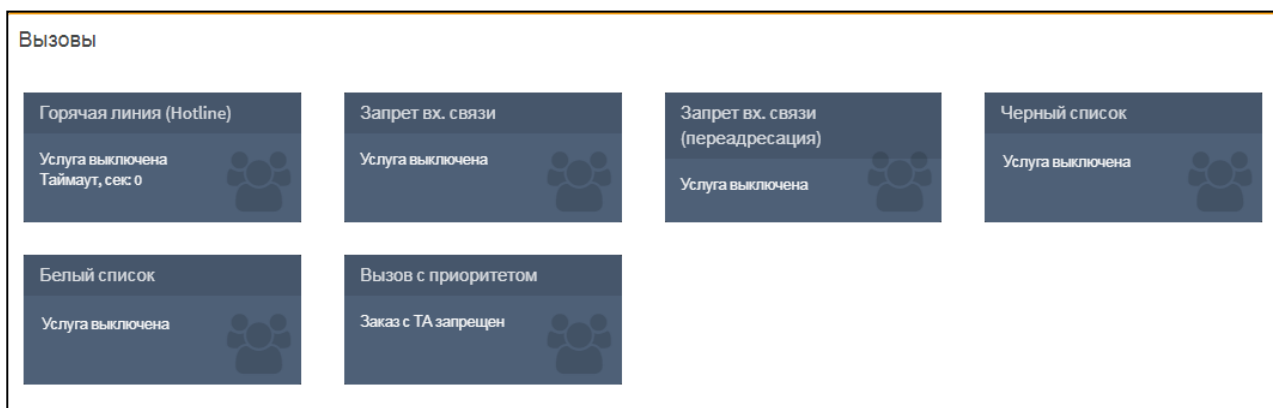 Вызовы
Горячая линия (Hotline)
Услуга выключена
Таймаут, сек: 0
Запрет вх. связи
Услуга выключена
Запрет вх. связи
(переадресация)
Услуга выключена
Черный список
Услуга выключена
Белый список
Услуга выключена
Вызов с приоритетом
Заказ с ТА запрещен